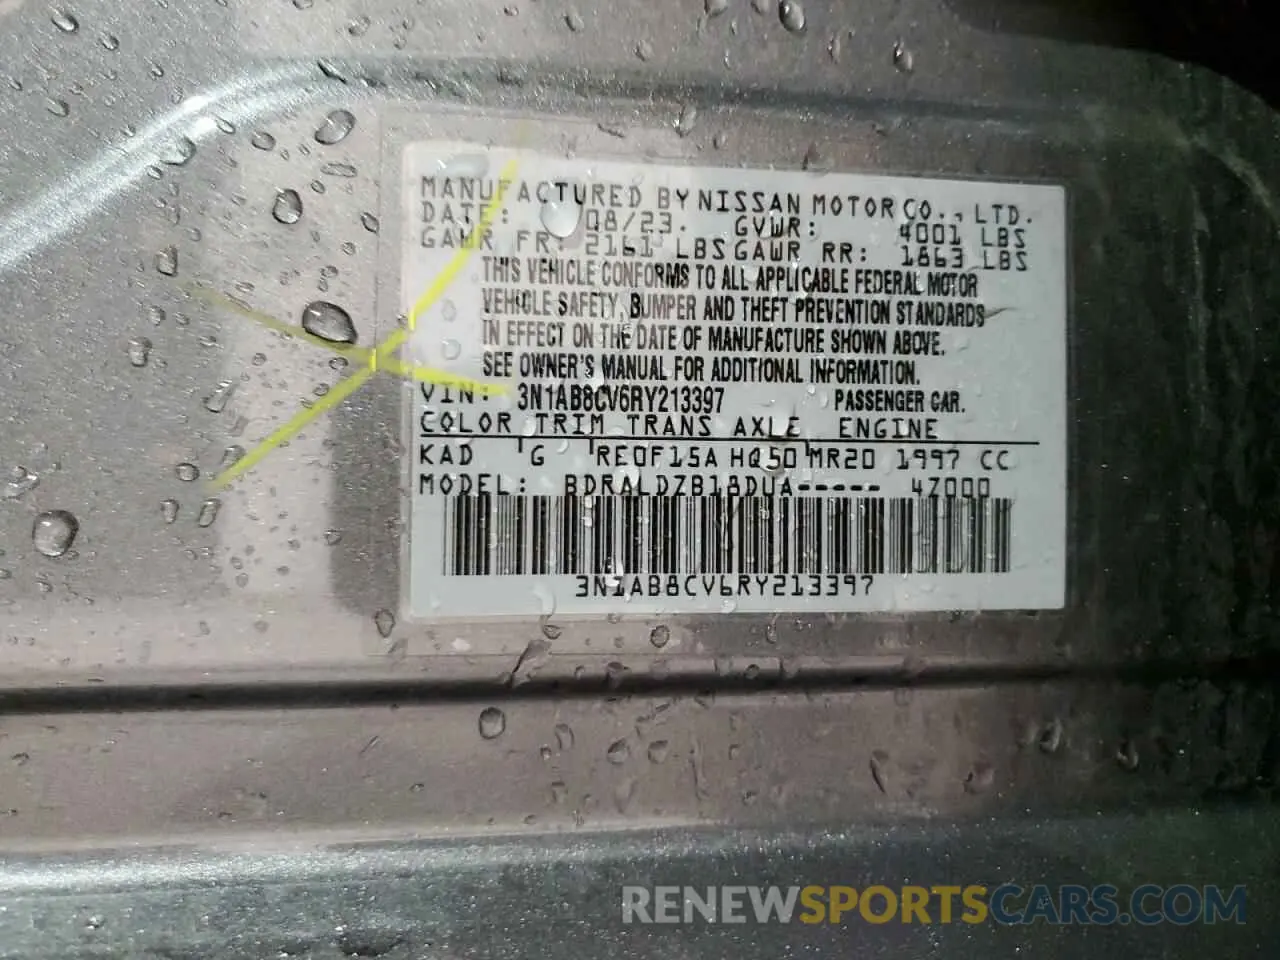 MANUFACTURED BY NISSAN MOTOR CO., LTD.
DATE: 08/23. GVWR: 4001 LBS
GAWR FR: 2161 LBS GAWR RR: 1863 LBS
THIS VEHICLE CONFORMS TO ALL APPLICABLE FEDERAL MOTOR
VEHICLE SAFETY, BUMPER AND THEFT PREVENTION STANDARDS
IN EFFECT ON THE DATE OF MANUFACTURE SHOWN ABOVE.
SEE OWNER'S MANUAL FOR ADDITIONAL INFORMATION.
VIN: 3N1AB8CV6RY213397 PASSENGER CAR.
COLOR TRIM TRANS AXLE ENGINE
KAD G RE0F15A HQ50 MR20 1997 CC
MODEL: BDRALDZB18DUA----- 4Z000
3N1AB8CV6RY213397
RENEWSPORTSCARS.COM